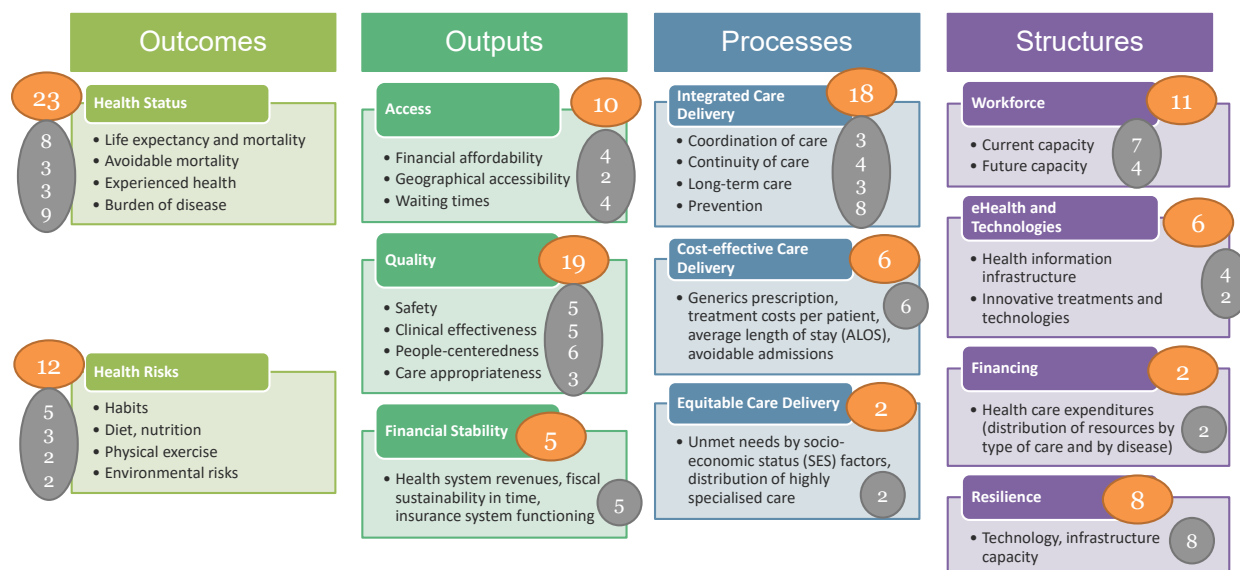 Outcomes
23
Health Status
• Life expectancy and mortality
• Avoidable mortality
• Experienced health
• Burden of disease
8
3
3
9
12
Health Risks
• Habits
• Diet, nutrition
• Physical exercise
• Environmental risks
5
3
2
2
Outputs
Access
10
• Financial affordability
• Geographical accessibility
• Waiting times
4
2
4
Quality
19
• Safety
• Clinical effectiveness
• People-centeredness
• Care appropriateness
5
5
6
3
Financial Stability
5
• Health system revenues, fiscal
sustainability in time,
insurance system functioning
5
Processes
Integrated Care
Delivery
18
• Coordination of care
• Continuity of care
• Long-term care
• Prevention
3
4
3
8
Cost-effective Care
Delivery
6
• Generics prescription,
treatment costs per patient,
average length of stay (ALOS),
avoidable admissions
6
Equitable Care Delivery
2
• Unmet needs by socio-
economic status (SES) factors,
distribution of highly
specialised care
2
Structures
Workforce
11
• Current capacity
• Future capacity
7
4
eHealth and
Technologies
6
• Health information
infrastructure
• Innovative treatments and
technologies
4
2
Financing
2
• Health care expenditures
(distribution of resources by
type of care and by disease)
2
Resilience
8
• Technology, infrastructure
capacity
8